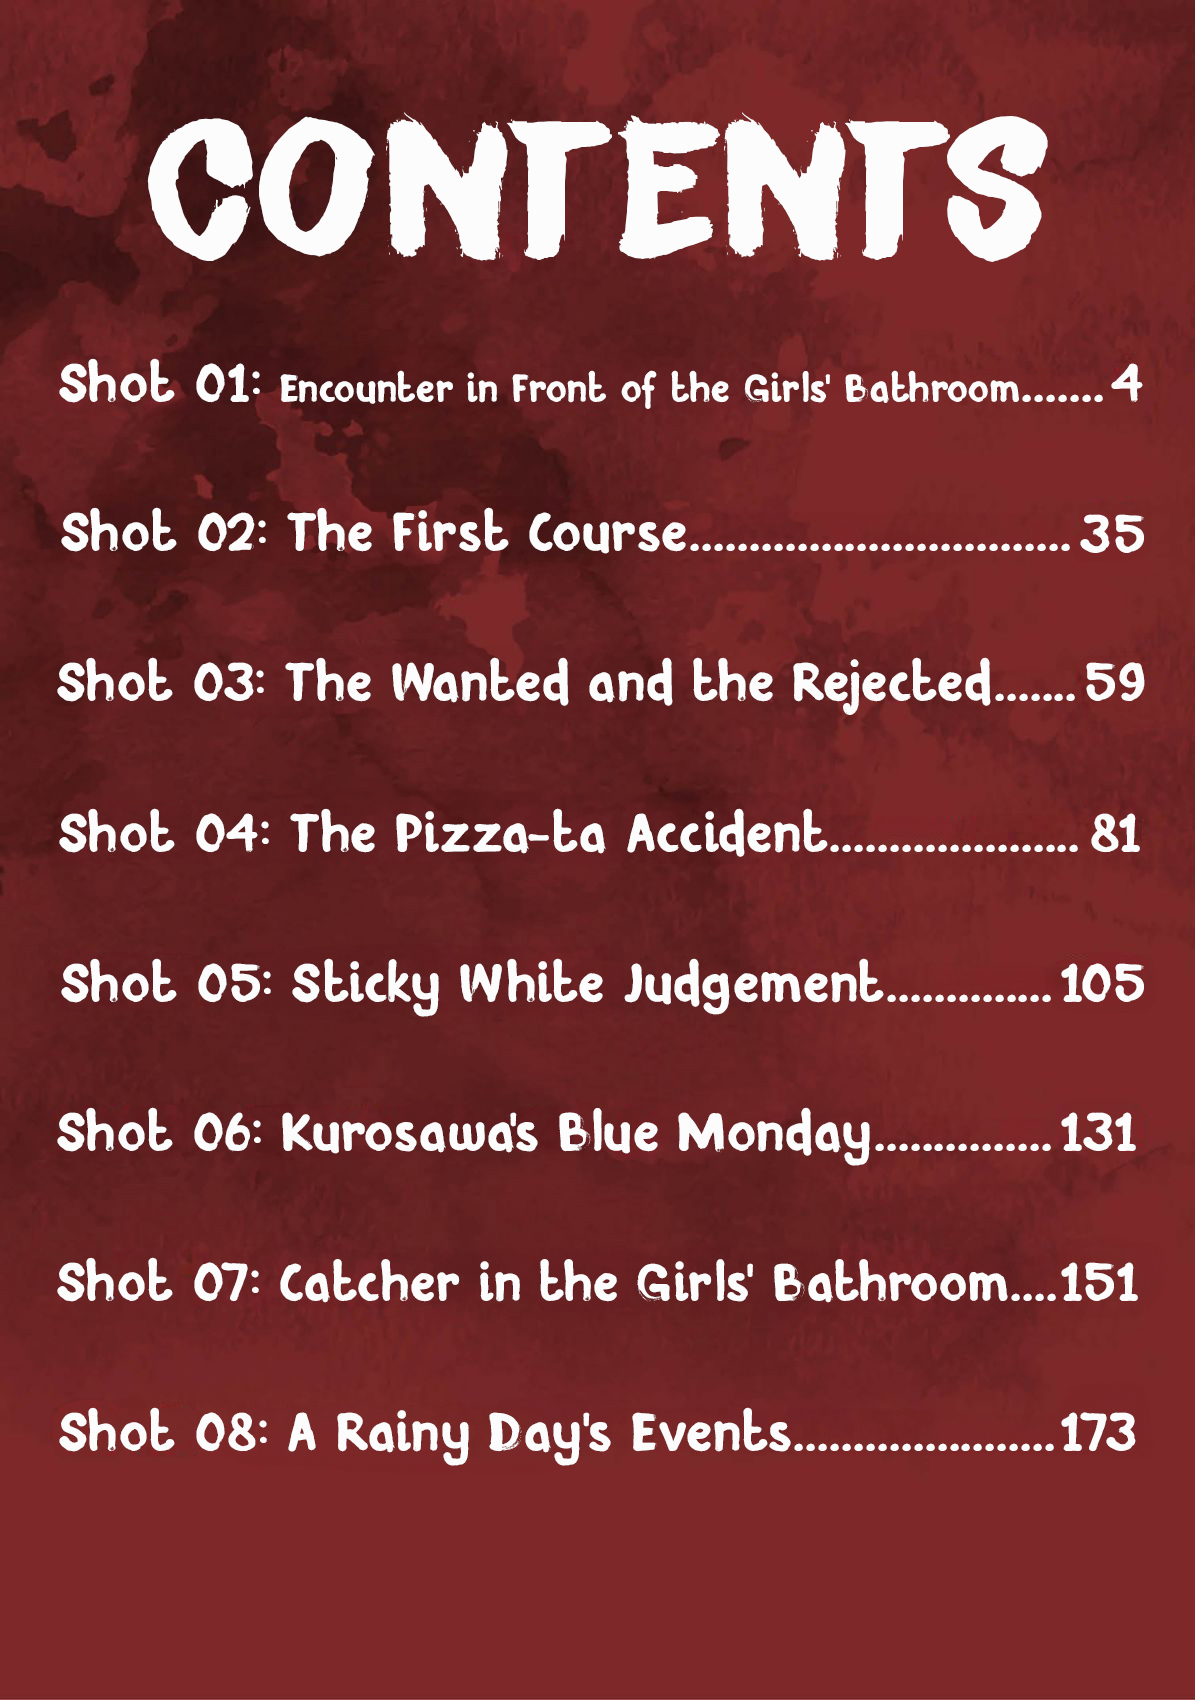 CONTENTS
Shot 01: Encounter in Front of the Girls' Bathroom.......4
Shot 02: The First Course................................35
Shot 03: The Wanted and the Rejected.......59
Shot 04: The Pizza-ta Accident.....................81
Shot 05: Sticky White Judgement..............105
Shot 06: Kurosawa's Blue Monday...............131
Shot 07: Catcher in the Girls' Bathroom....151
Shot 08: A Rainy Day's Events......................173